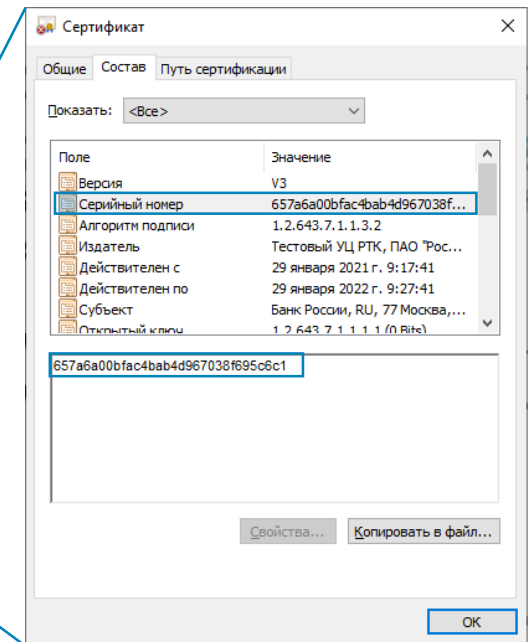 Сертификат
Общие Состав Путь сертификации
Показать: <Все>
Поле Значение
Версия V3
Серийный номер 657a6a00bfac4bab4d967038f...
Алгоритм подписи 1.2.643.7.1.1.3.2
Издатель Тестовый УЦ РТК, ПАО "Рос...
Действителен с 29 января 2021 г. 9:17:41
Действителен по 29 января 2022 г. 9:27:41
Субъект Банк России, RU, 77 Москва,...
Открытый ключ 1.2.643.7.1.1.1.1 (0 Bits)
657a6a00bfac4bab4d967038f695c6c1
Свойства... Копировать в файл...
ОК